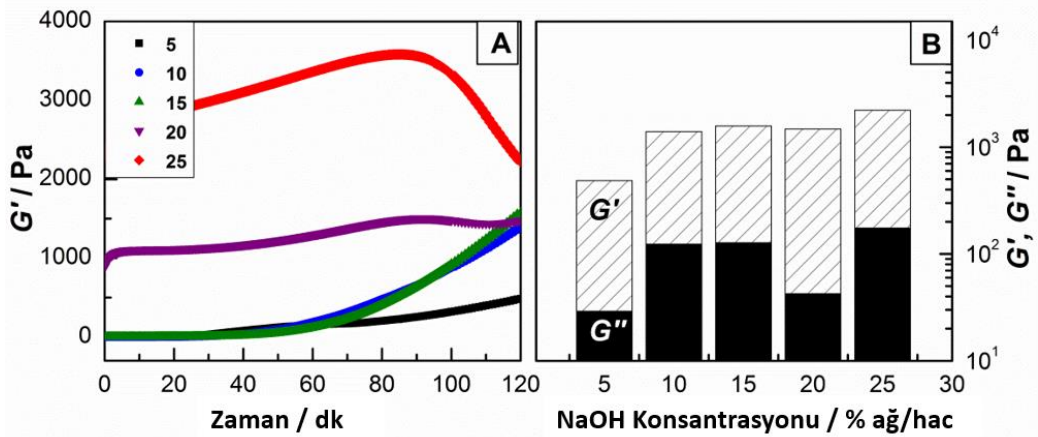 4000
3000
2000
1000
0
G' / Pa
5
10
15
20
25
A
0 20 40 60 80 100 120
Zaman / dk
B
G'
G''
5 10 15 20 25 30
NaOH Konsantrasyonu / % ağ/hac
10⁴
10³
10²
10¹
G', G'' / Pa